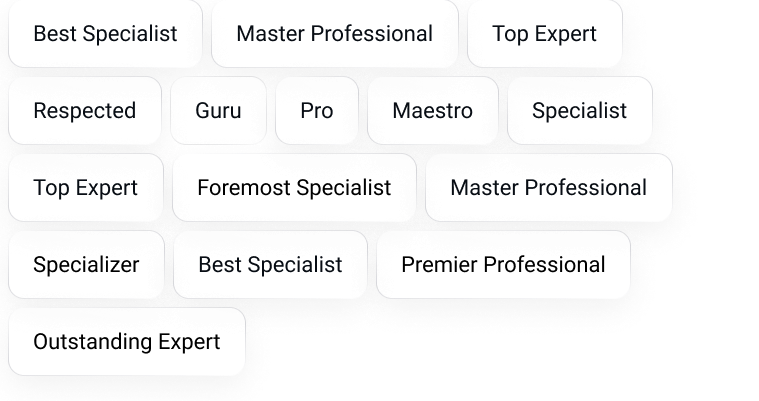 Best Specialist Master Professional Top Expert
Respected Guru Pro Maestro Specialist
Top Expert Foremost Specialist Master Professional
Specializer Best Specialist Premier Professional
Outstanding Expert